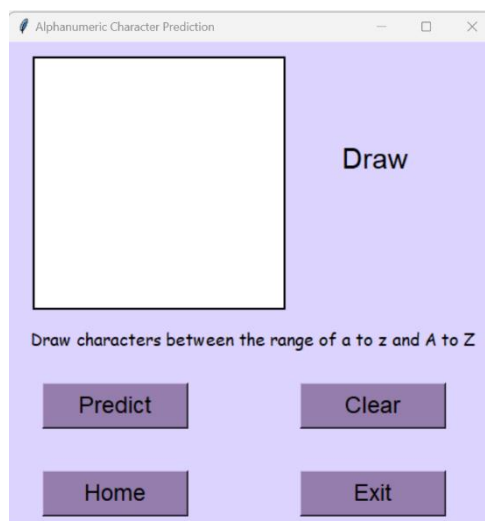 Alphanumeric Character Prediction
Draw
Draw characters between the range of a to z and A to Z
Predict Clear
Home Exit